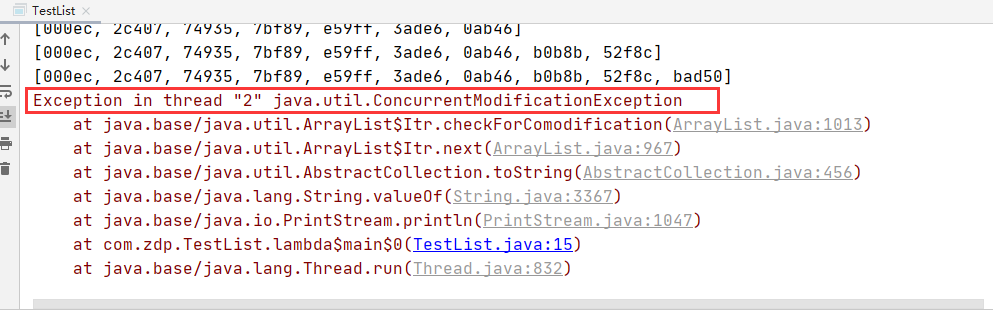 TestList
[000ec, 2c407, 74935, 7bf89, e59ff, 3ade6, 0ab46]
[000ec, 2c407, 74935, 7bf89, e59ff, 3ade6, 0ab46, b0b8b, 52f8c]
[000ec, 2c407, 74935, 7bf89, e59ff, 3ade6, 0ab46, b0b8b, 52f8c, bad50]
Exception in thread "2" java.util.ConcurrentModificationException
at java.base/java.util.ArrayList$Itr.checkForComodification(ArrayList.java:1013)
at java.base/java.util.ArrayList$Itr.next(ArrayList.java:967)
at java.base/java.util.AbstractCollection.toString(AbstractCollection.java:456)
at java.base/java.lang.String.valueOf(String.java:3367)
at java.base/java.io.PrintStream.println(PrintStream.java:1047)
at com.zdp.TestList.lambda$main$0(TestList.java:15)
at java.base/java.lang.Thread.run(Thread.java:832)